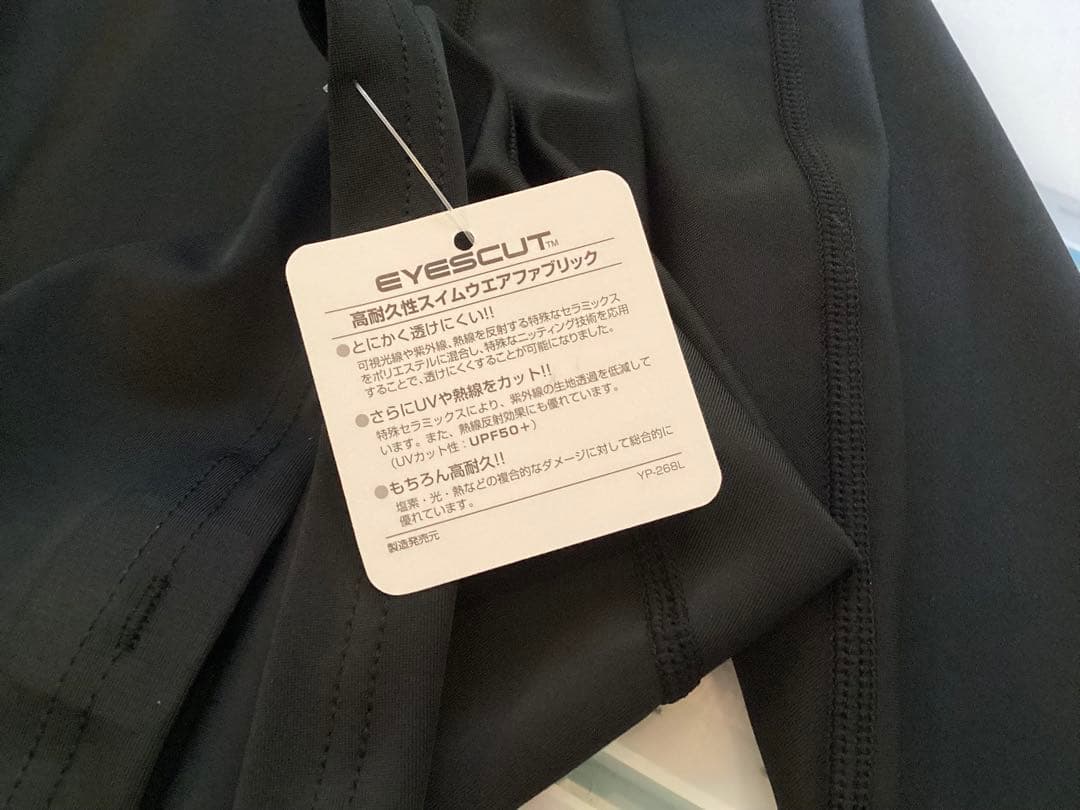 EYESCUT™
高耐久性スイムウエアファブリック
●とにかく透けにくい!!
可視光線や紫外線、熱線を反射する特殊なセラミックス
をポリエステルに混合し、特殊なニッティング技術を応用
することで、透けにくくすることが可能になりました。
●さらにUVや熱線をカット!!
特殊セラミックスにより、紫外線の生地透過を低減して
います。また、熱線反射効果にも優れています。
（UVカット性：UPF50+）
●もちろん高耐久!!
塩素・光・熱などの複合的なダメージに対して総合的に
優れています。
YP-268L
製造発売元